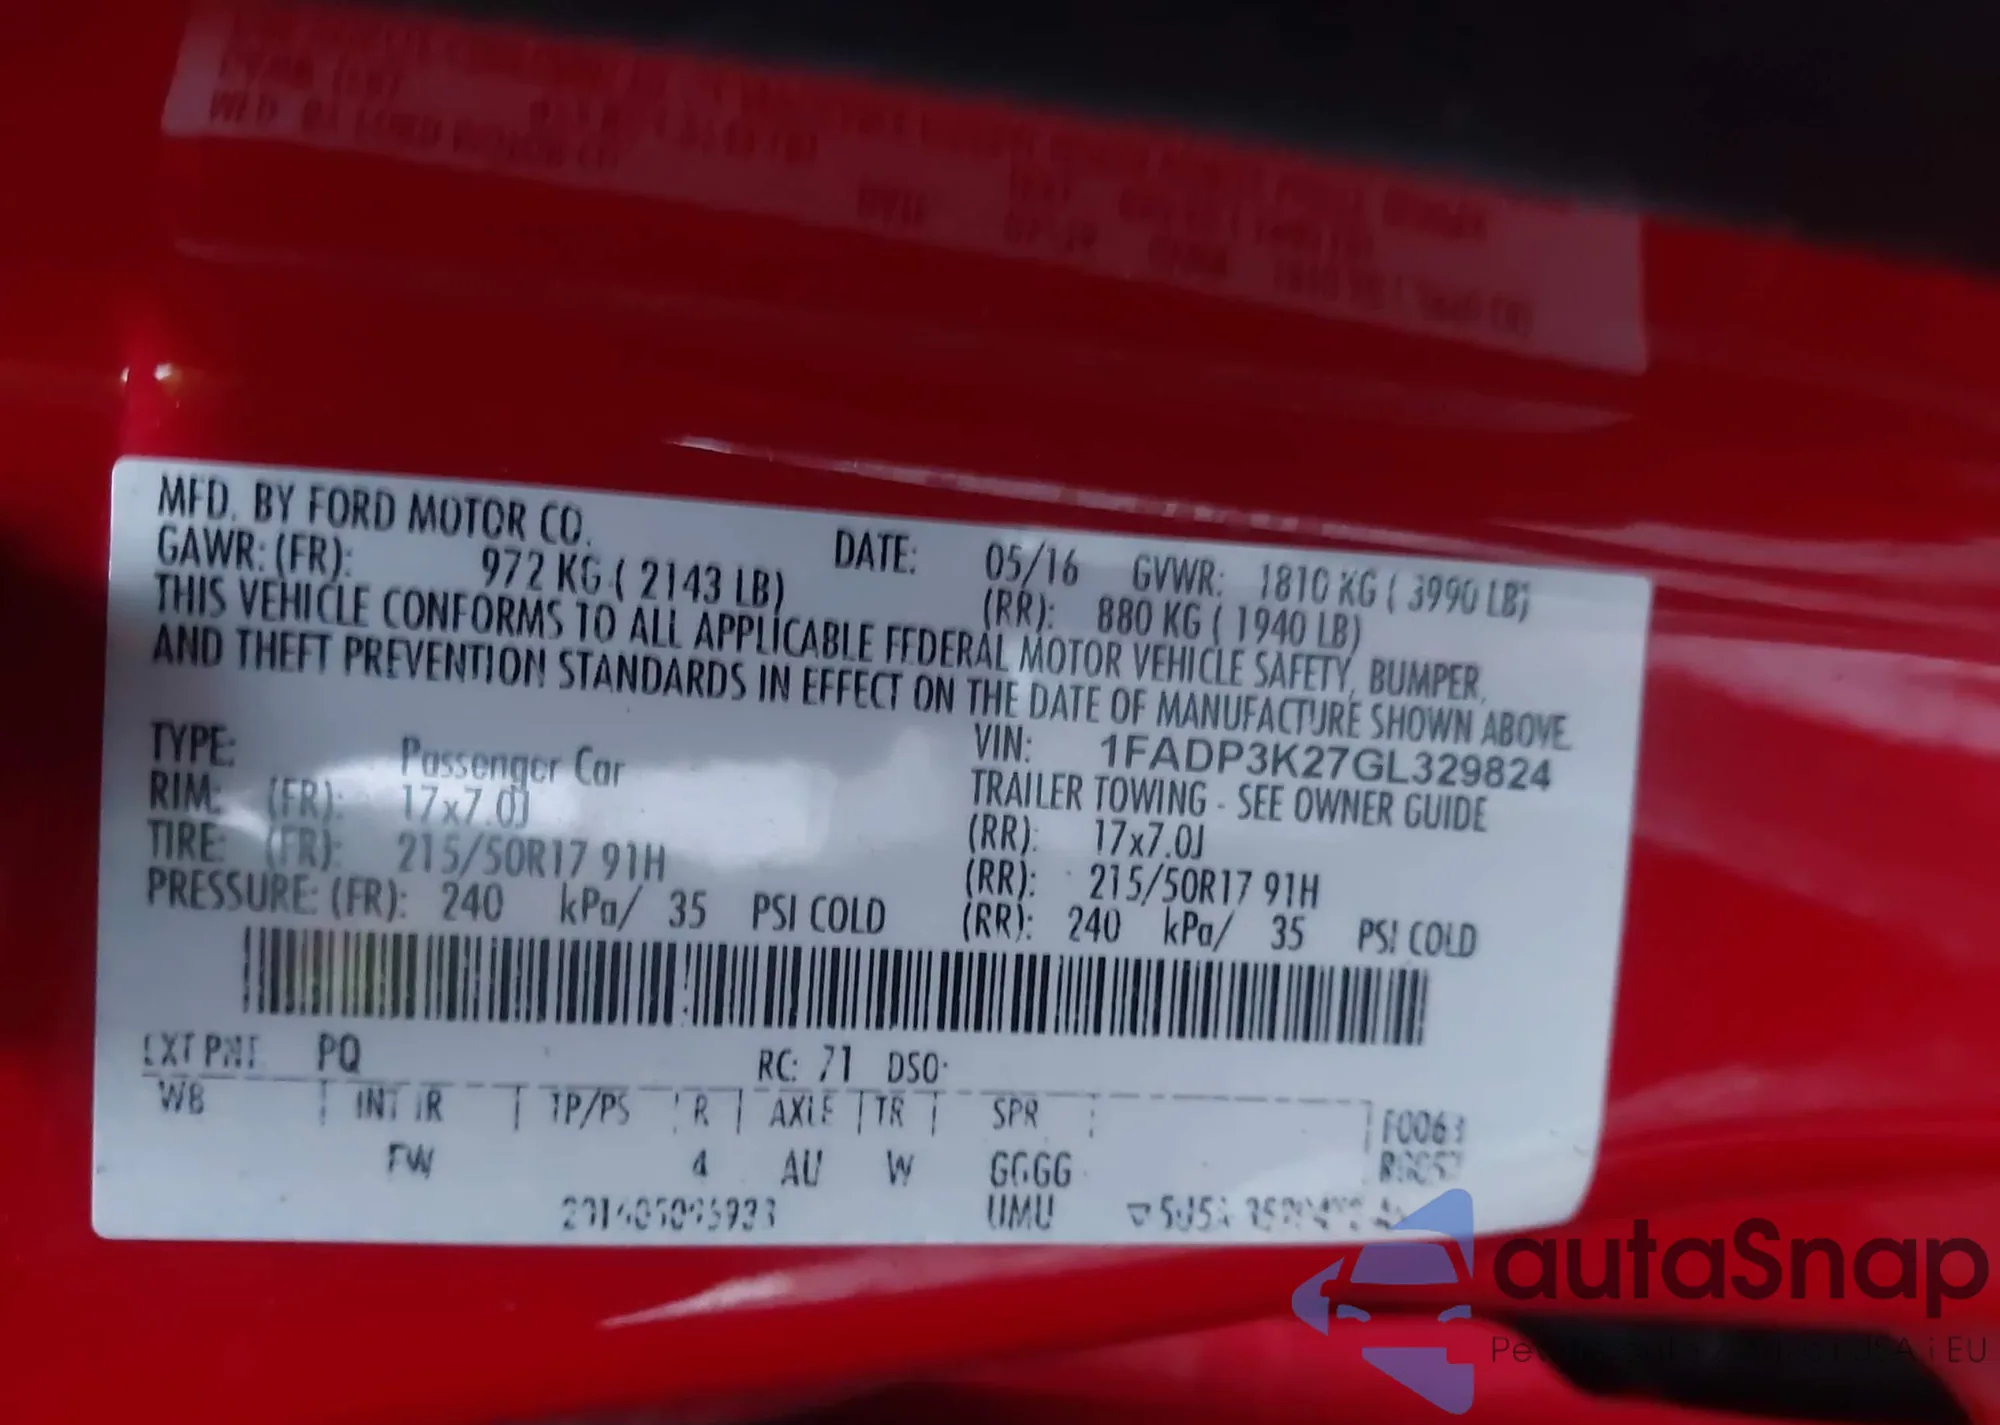 MFD. BY FORD MOTOR CO. DATE: 05/16 GVWR: 1810 KG ( 3990 LB)
GAWR: (FR): 972 KG ( 2143 LB) (RR): 880 KG ( 1940 LB)
THIS VEHICLE CONFORMS TO ALL APPLICABLE FEDERAL MOTOR VEHICLE SAFETY, BUMPER,
AND THEFT PREVENTION STANDARDS IN EFFECT ON THE DATE OF MANUFACTURE SHOWN ABOVE.
VIN: 1FADP3K27GL329824
TYPE: Passenger Car TRAILER TOWING - SEE OWNER GUIDE
RIM: (FR): 17x7.0J (RR): 17x7.0J
TIRE: (FR): 215/50R17 91H (RR): 215/50R17 91H
PRESSURE: (FR): 240 kPa/ 35 PSI COLD (RR): 240 kPa/ 35 PSI COLD
EXT PNT: PQ RC: 71 DSO:
WB INT TR TP/PS R AXLE TR SPR F0063
FW 4 AU W GGGG
UMU
autaSnap
i EU